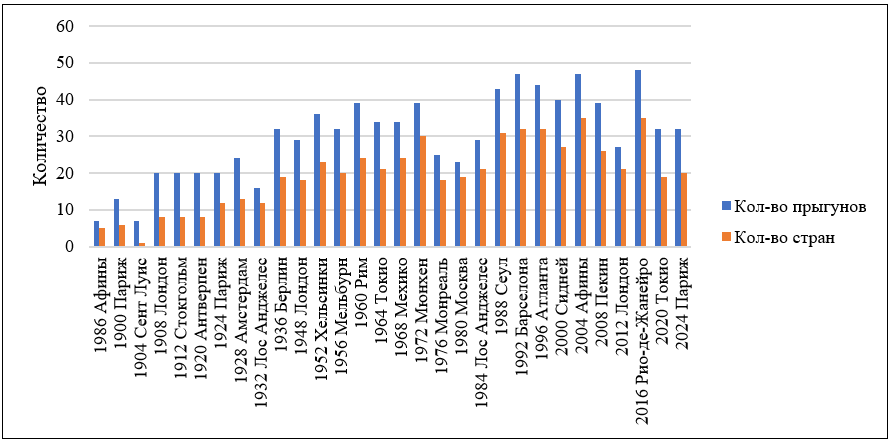 60
50
40
30
20
10
0
Количество
1986 Афины
1900 Париж
1904 Сент Луис
1908 Лондон
1912 Стокгольм
1920 Антверпен
1924 Париж
1928 Амстердам
1932 Лос Анджелес
1936 Берлин
1948 Лондон
1952 Хельсинки
1956 Мельбурн
1960 Рим
1964 Токио
1968 Мехико
1972 Мюнхен
1976 Монреаль
1980 Москва
1984 Лос Анджелес
1988 Сеул
1992 Барселона
1996 Атланта
2000 Сидней
2004 Афины
2008 Пекин
2012 Лондон
2016 Рио-де-Жанейро
2020 Токио
2024 Париж
Кол-во прыгунов
Кол-во стран